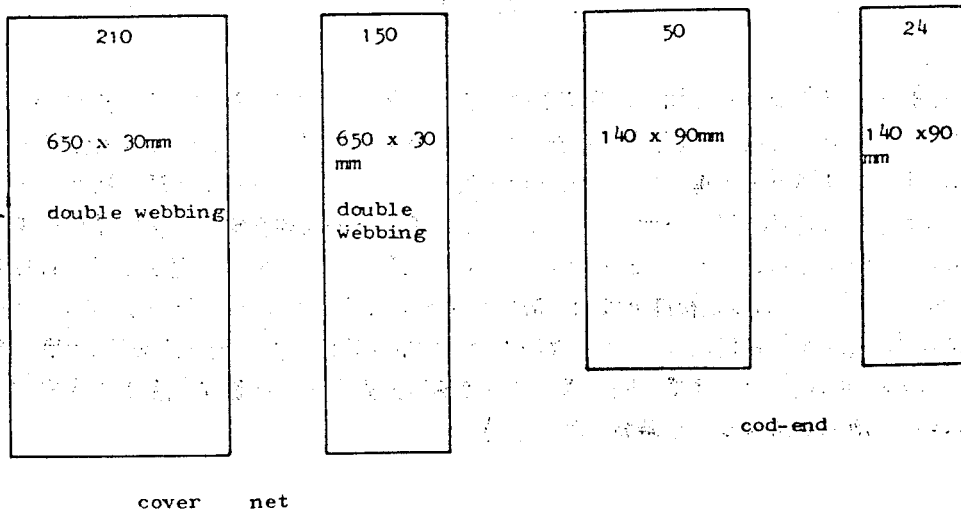 210
650 x 30mm
double webbing
150
650 x 30
mm
double
webbing
50
140 x 90mm
24
140 x90
mm
cod-end
cover net